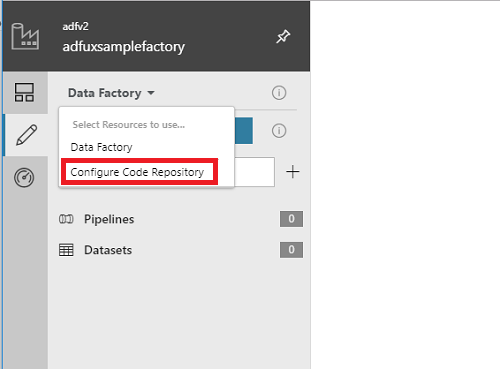 adfv2
adfuxsamplefactory
Data Factory
Select Resources to use...
Data Factory
Configure Code Repository
Pipelines 0
Datasets 0